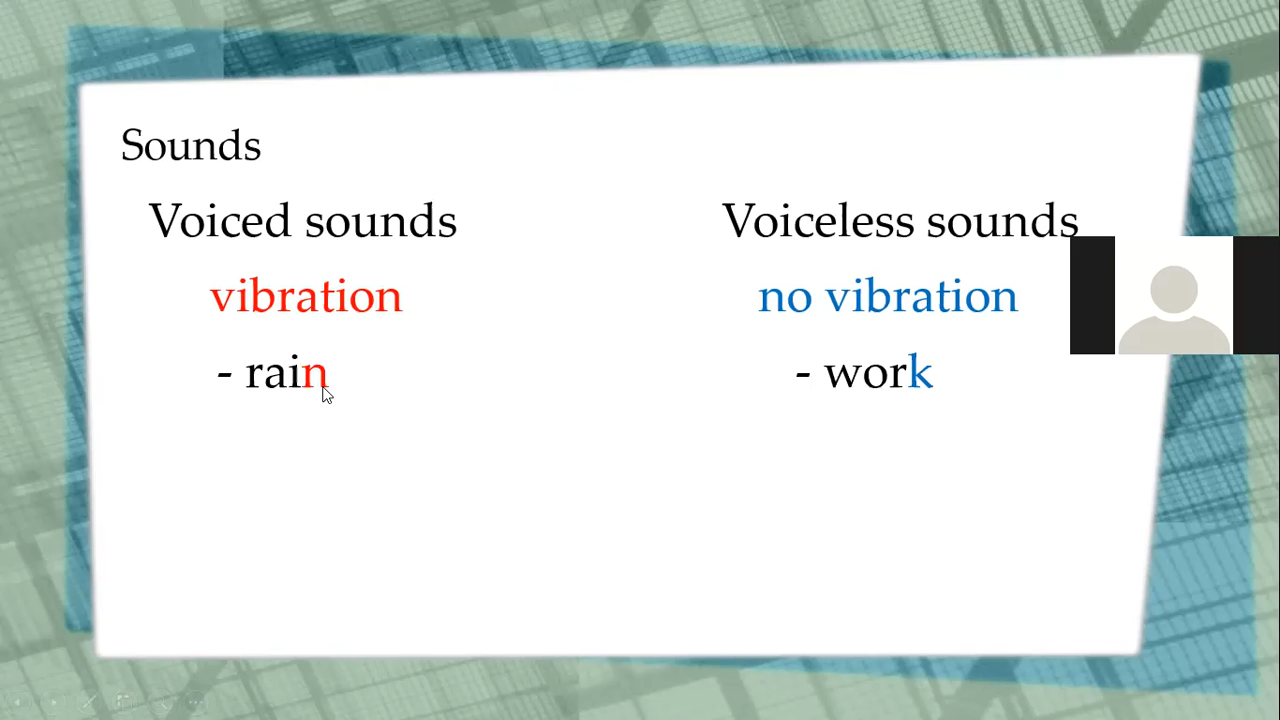 Sounds
Voiced sounds
Voiceless sounds
vibration
no vibration
- rain
- work